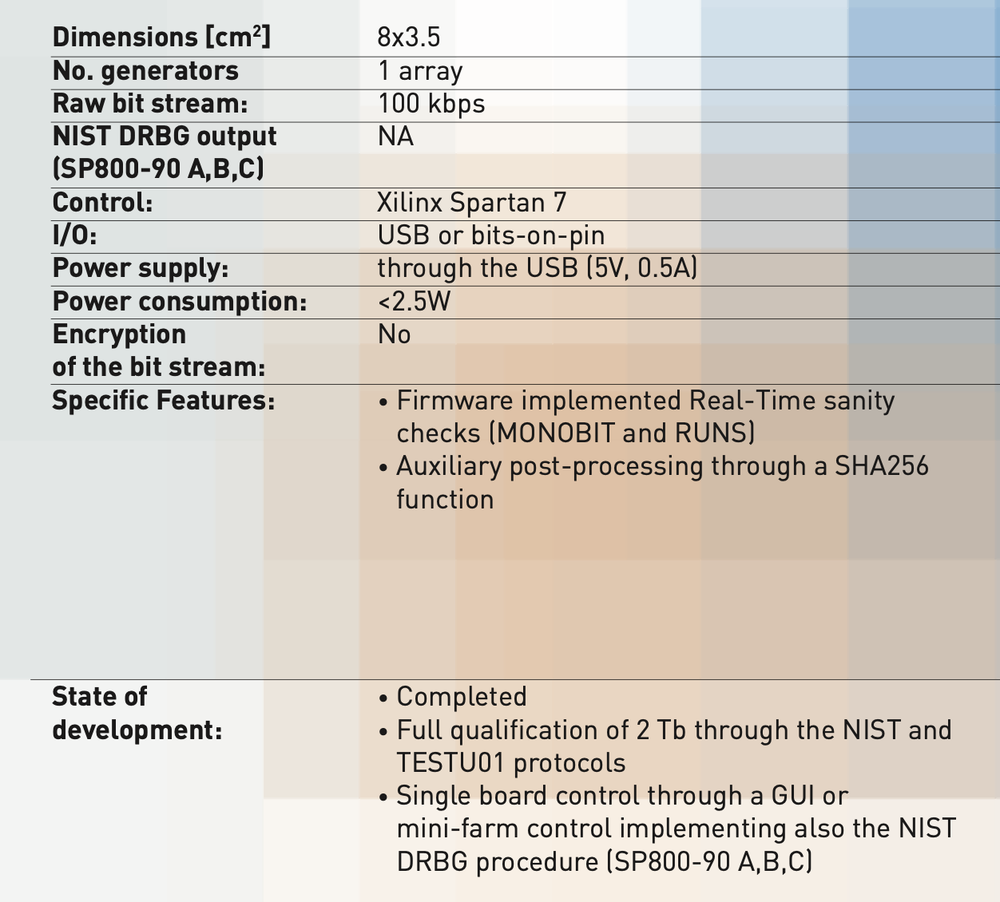 Dimensions [cm²] 8x3.5
No. generators 1 array
Raw bit stream: 100 kbps
NIST DRBG output NA
(SP800-90 A,B,C)
Control: Xilinx Spartan 7
I/O: USB or bits-on-pin
Power supply: through the USB (5V, 0.5A)
Power consumption: <2.5W
Encryption No
of the bit stream:
Specific Features: • Firmware implemented Real-Time sanity
checks (MONOBIT and RUNS)
• Auxiliary post-processing through a SHA256
function
State of • Completed
development: • Full qualification of 2 Tb through the NIST and
TESTU01 protocols
• Single board control through a GUI or
mini-farm control implementing also the NIST
DRBG procedure (SP800-90 A,B,C)